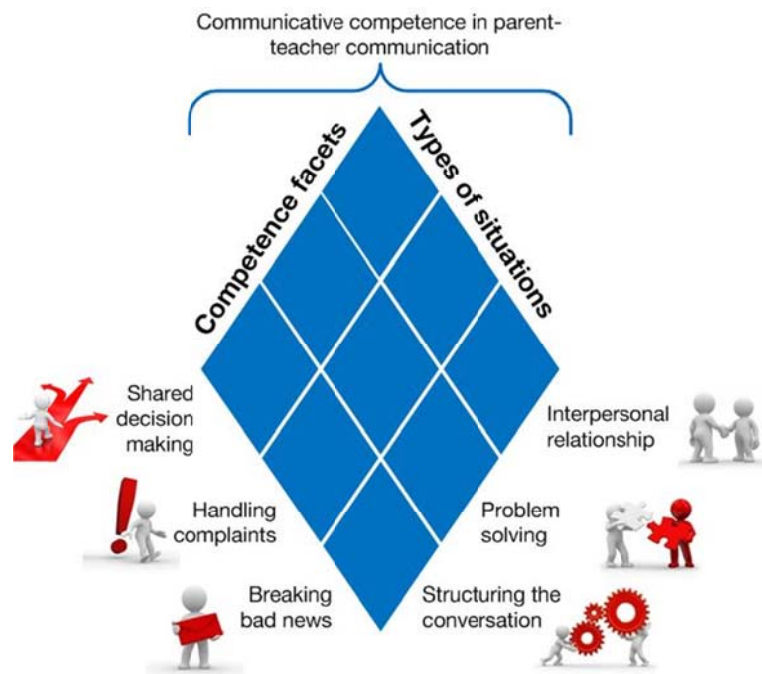 Communicative competence in parent-
teacher communication
Competence facets
Types of situations
Shared
decision
making
Interpersonal
relationship
Handling
complaints
Problem
solving
Breaking
bad news
Structuring the
conversation